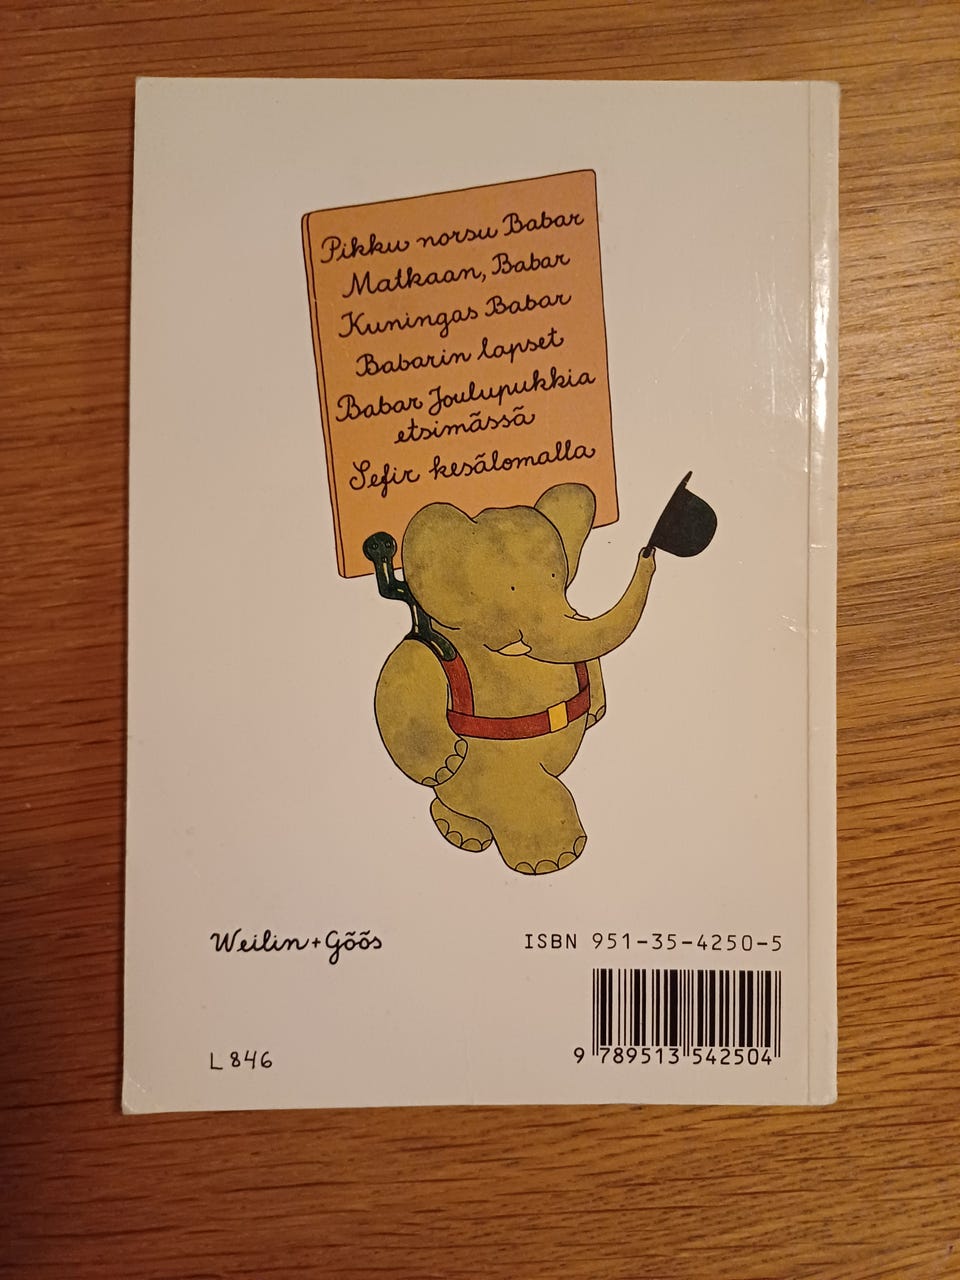 Pikku norsu Babar
Matkaan, Babar
Kuningas Babar
Babarin lapset
Babar Joulupukkia
etsimässä
Sefir kesälomalla
Weilin+Göös
ISBN 951-35-4250-5
9 789513 542504
L 846